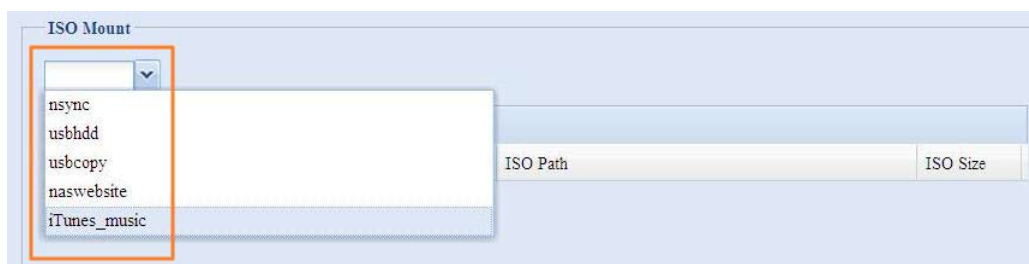 ISO Mount
nsync
usbhdd
usbcopy
ISO Path ISO Size
naswebsite
iTunes_music